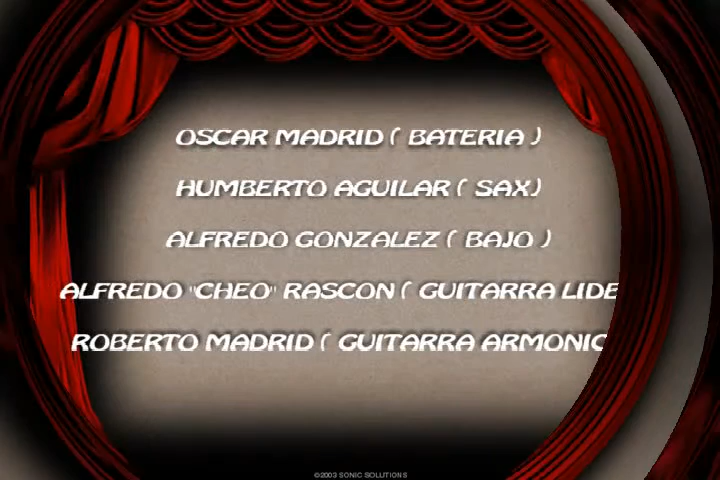 OSCAR MADRID ( BATERIA )
HUMBERTO AGUILAR ( SAX)
ALFREDO GONZALEZ ( BAJO )
ALFREDO "CHEO" RASCON ( GUITARRA LIDE
ROBERTO MADRID ( GUITARRA ARMONIC
©2003 SONIC SOLUTIONS